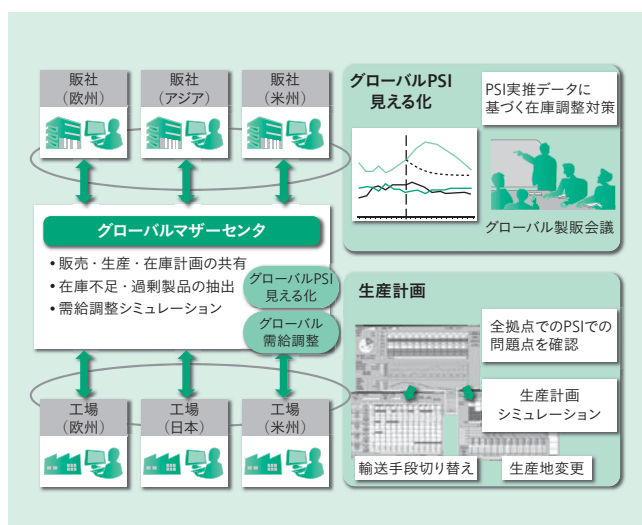 販社
(欧州)
販社
(アジア)
販社
(米州)
グローバルマザーセンタ
•販売・生産・在庫計画の共有
•在庫不足・過剰製品の抽出
•需給調整シミュレーション
グローバルPSI
見える化
グローバル
需給調整
工場
(欧州)
工場
(日本)
工場
(米州)
グローバルPSI
見える化
PSI実推データに
基づく在庫調整対策
グローバル製販会議
生産計画
全拠点でのPSIでの
問題点を確認
生産計画
シミュレーション
輸送手段切り替え
生産地変更